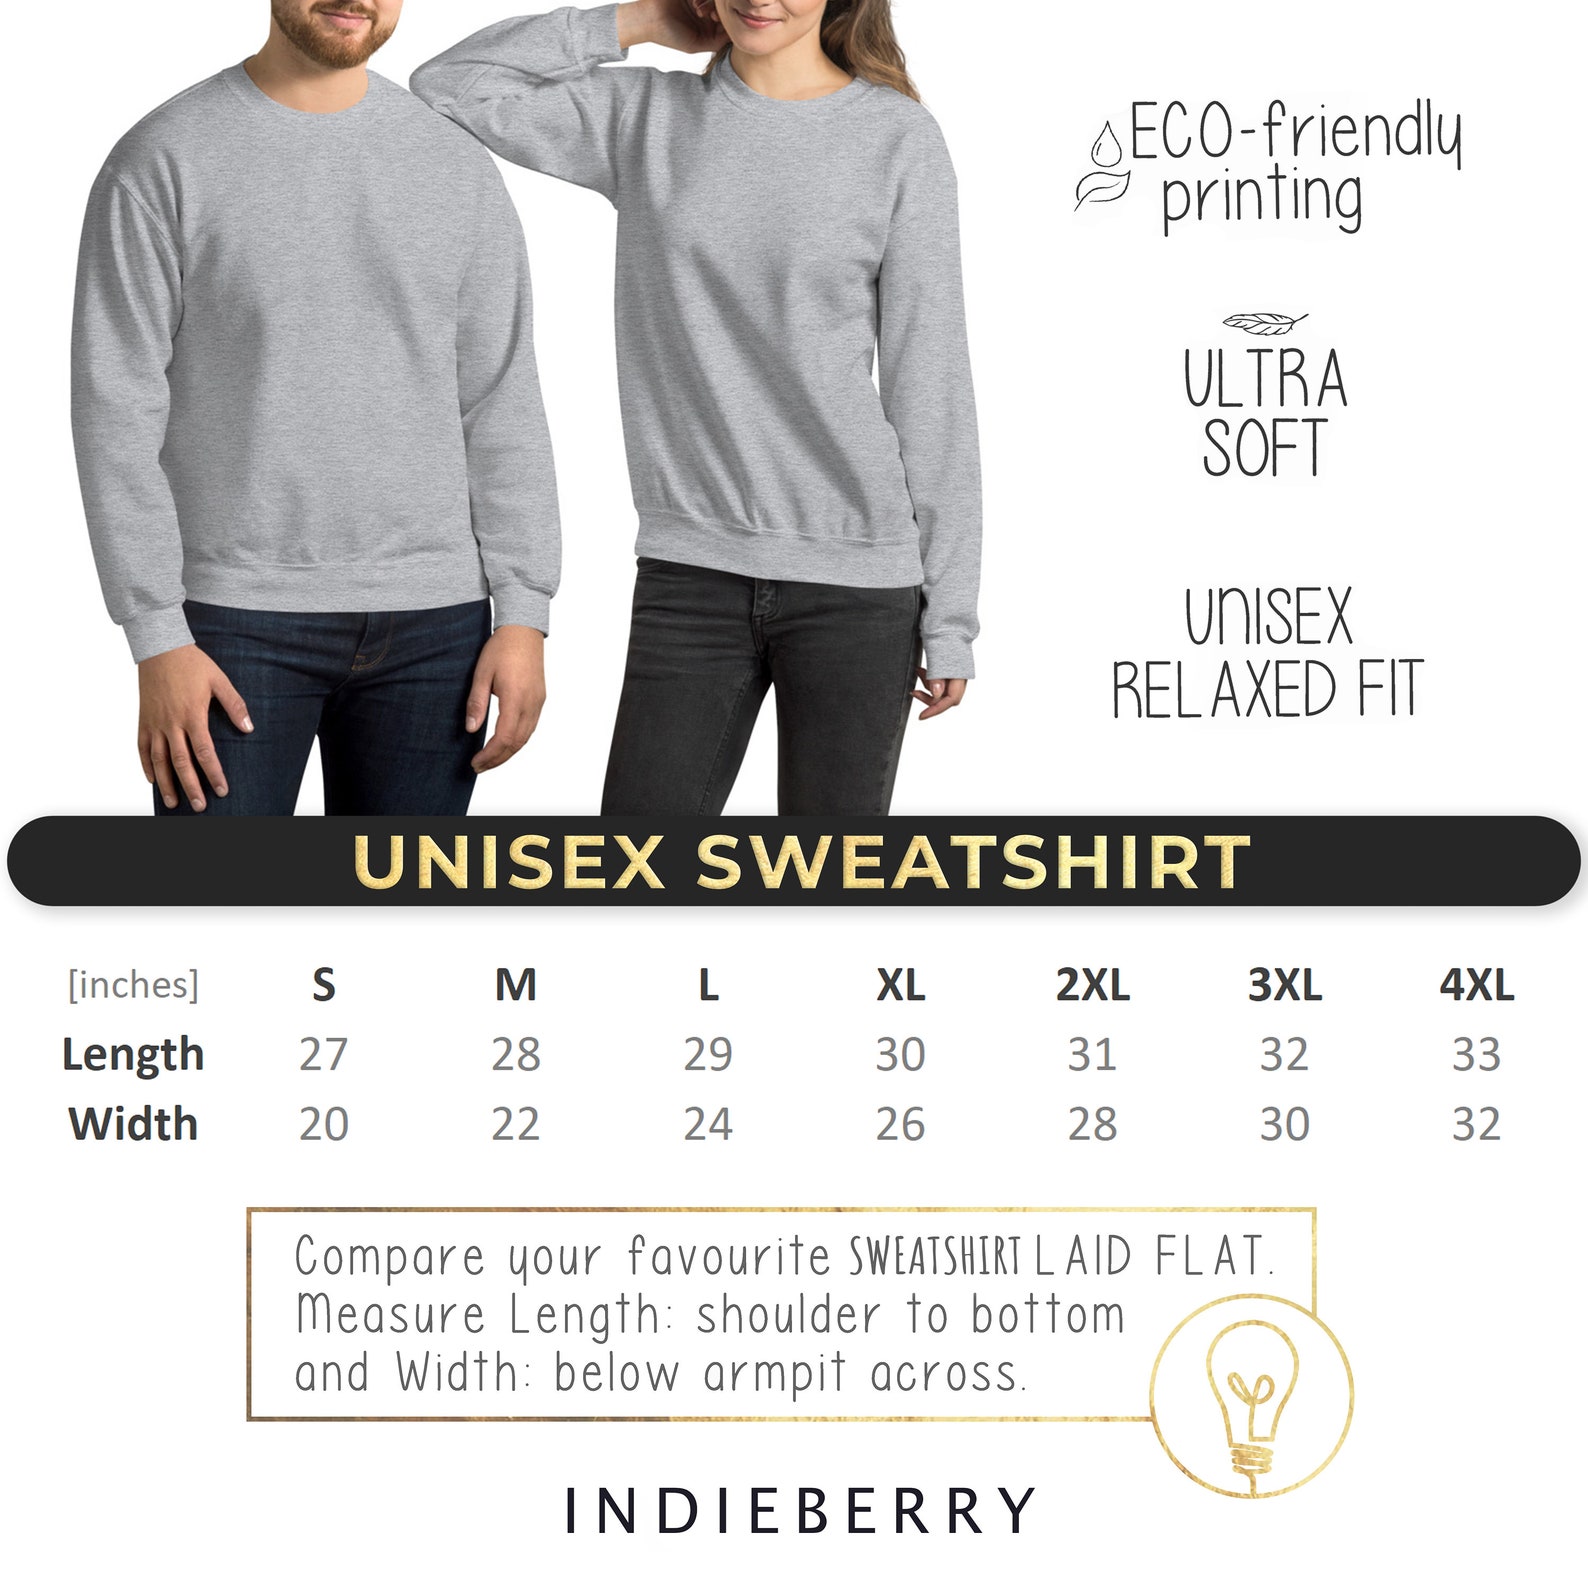 ECO-friendly
printing
ULTRA
SOFT
UNISEX
RELAXED FIT
UNISEX SWEATSHIRT
[inches] S M L XL 2XL 3XL 4XL
Length 27 28 29 30 31 32 33
Width 20 22 24 26 28 30 32
Compare your favourite SWEATSHIRT LAID FLAT.
Measure Length: shoulder to bottom
and Width: below armpit across.
INDIEBERRY